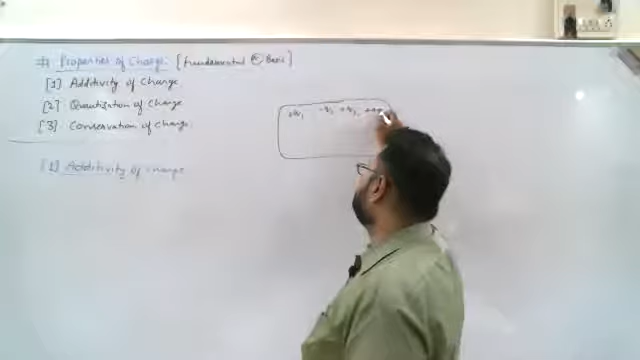 # Properties of Charge [Fundamental Basic]
[1] Additivity of Charge
[2] Quantization of Charge
[3] Conservation of Charge
[1] Additivity of Charge